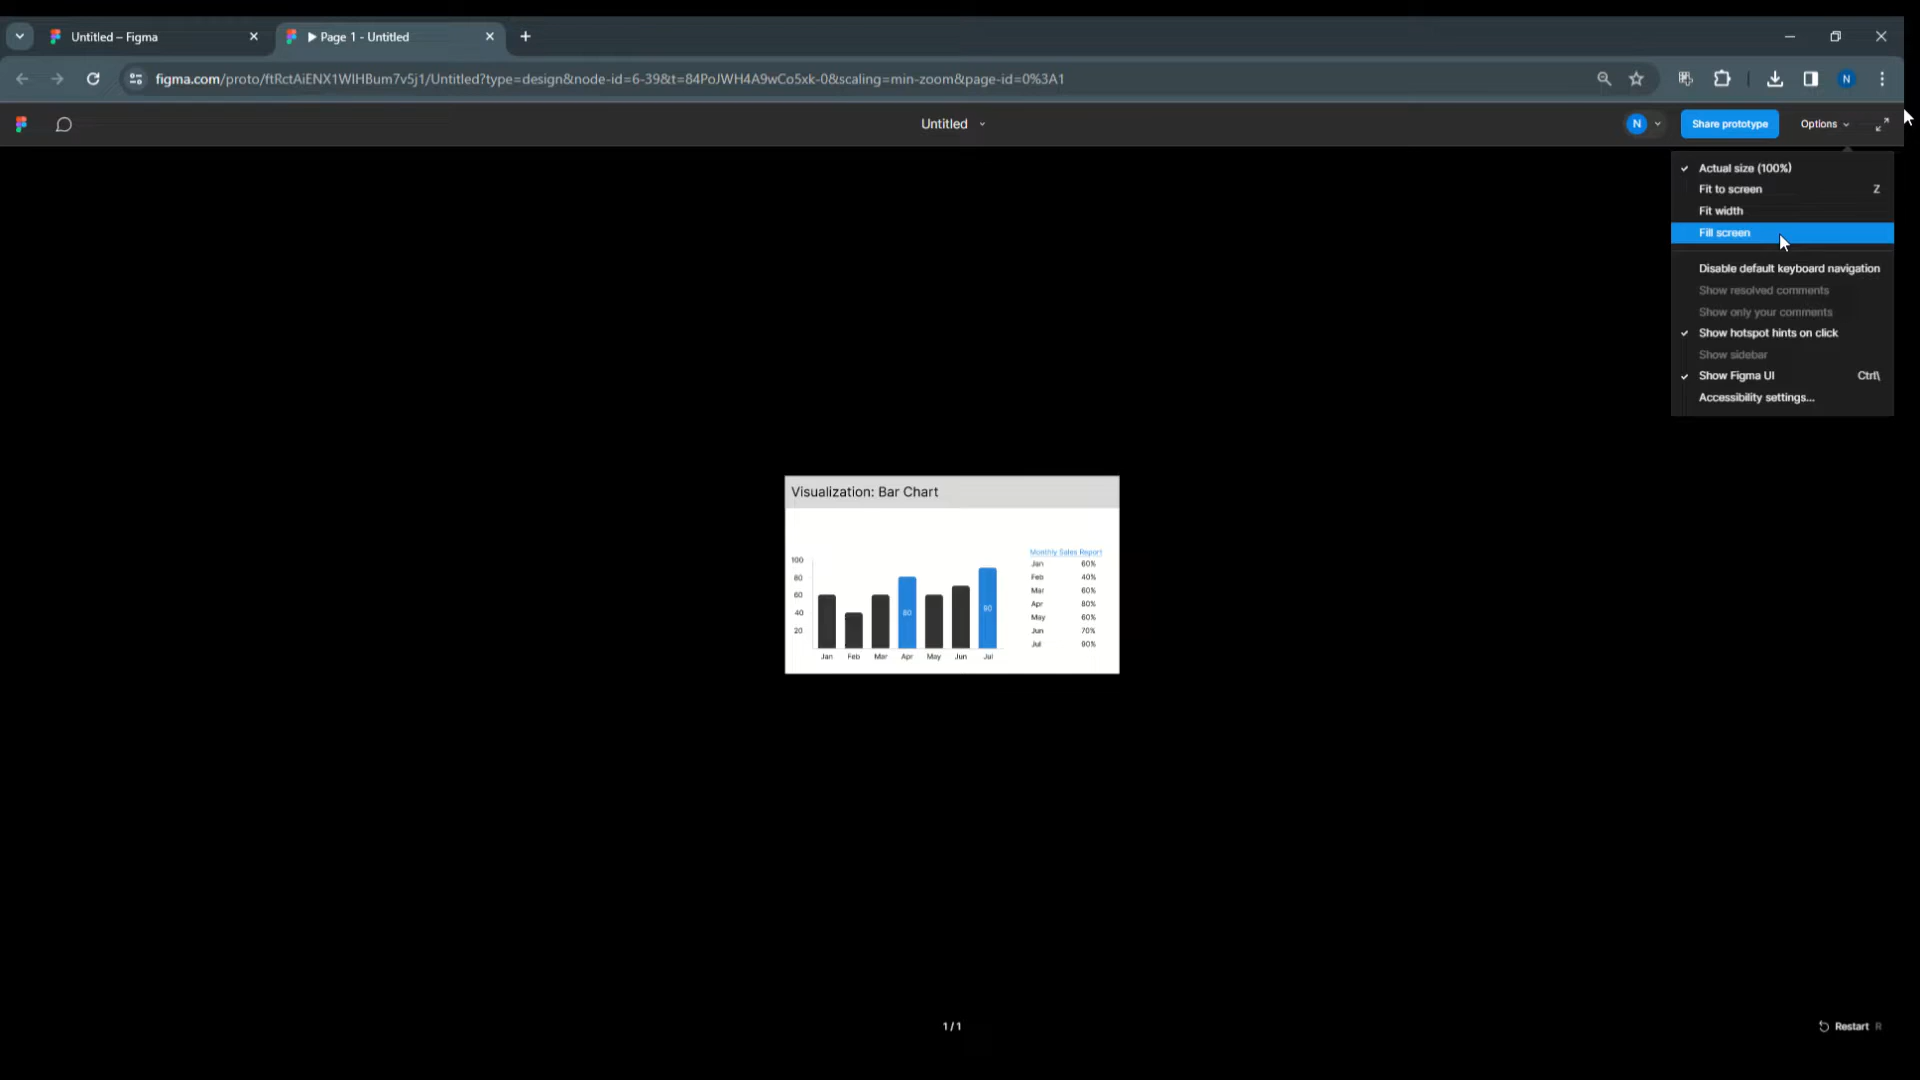 Untitled – Figma
Page 1 - Untitled
figma.com/proto/ftRctAiENX1WIHBum7v5j1/Untitled?type=design&node-id=6-39&t=84PoJWH4A9wCo5xk-0&scaling=min-zoom&page-id=0%3A1
N
Untitled
N
Share prototype
Options
Actual size (100%)
Fit to screen Z
Fit width
Fill screen
Disable default keyboard navigation
Show resolved comments
Show only your comments
Show hotspot hints on click
Show sidebar
Show Figma UI Ctrl\
Accessibility settings...
Visualization: Bar Chart
100
80
60
40
20
80
90
Jan Feb Mar Apr May Jun Jul
Monthly Sales Report
Jan 60%
Feb 40%
Mar 60%
Apr 80%
May 60%
Jun 70%
Jul 90%
1 / 1
Restart R